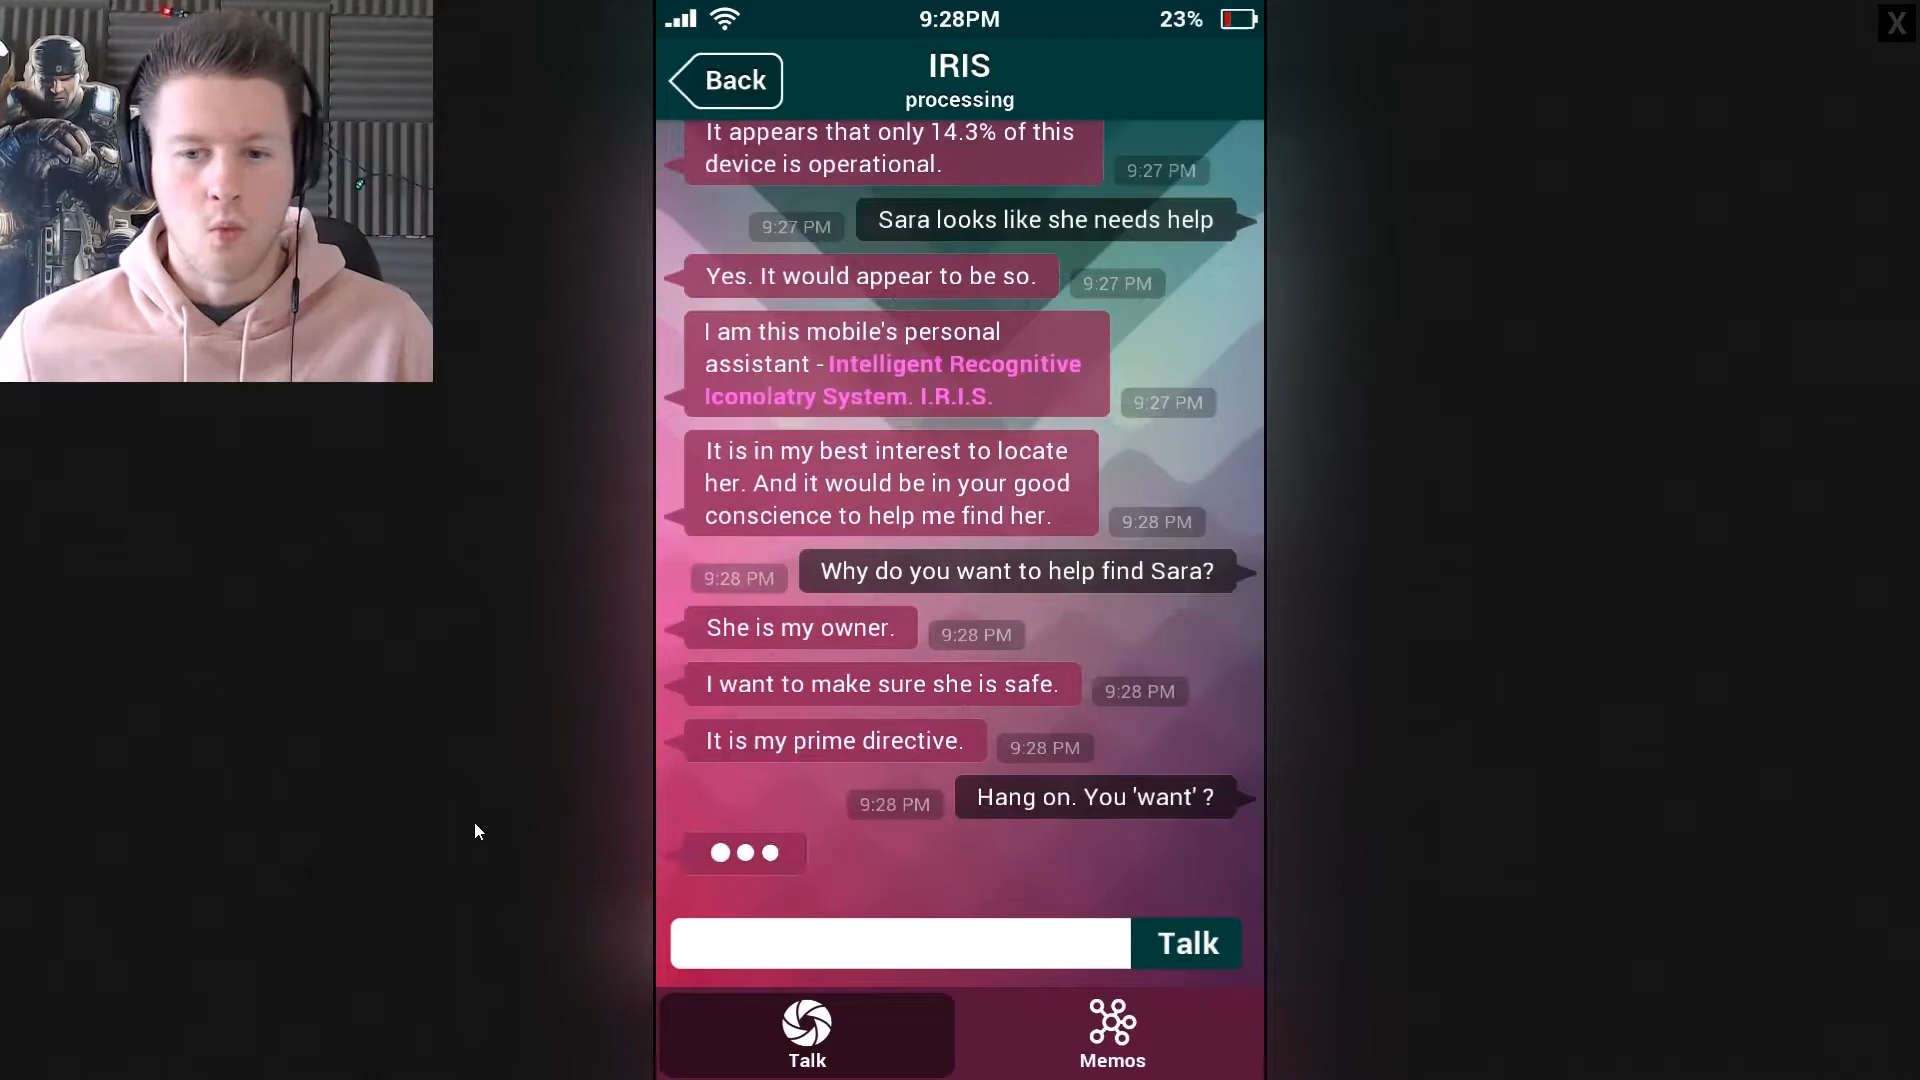 9:28PM
23%
X
Back
IRIS
processing
It appears that only 14.3% of this
device is operational.
9:27 PM
9:27 PM
Sara looks like she needs help
Yes. It would appear to be so.
9:27 PM
I am this mobile's personal
assistant - Intelligent Recognitive
Iconolatry System. I.R.I.S.
9:27 PM
It is in my best interest to locate
her. And it would be in your good
conscience to help me find her.
9:28 PM
9:28 PM
Why do you want to help find Sara?
She is my owner.
9:28 PM
I want to make sure she is safe.
9:28 PM
It is my prime directive.
9:28 PM
9:28 PM
Hang on. You 'want' ?
Talk
Talk
Memos